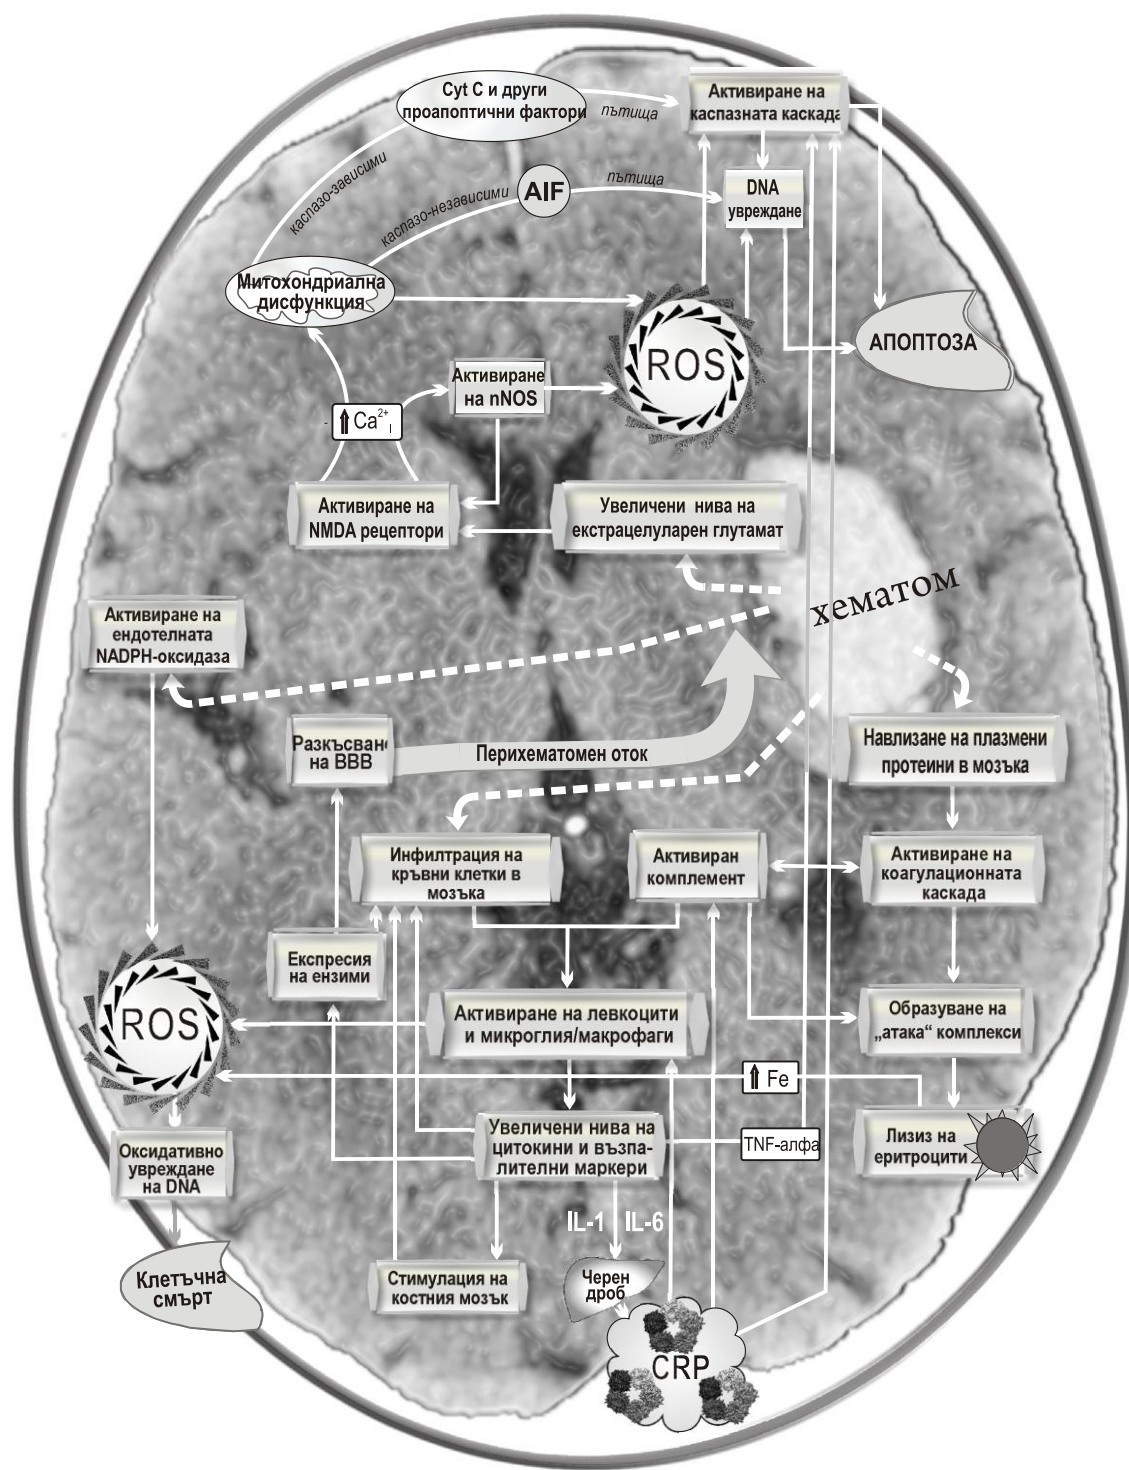 Cyt C и други
проапоптични фактори
пътища
Активиране на
каспазната каскада
каспазо-зависими
каспазо-независими
AIF
пътища
DNA
увреждане
Митохондриална
дисфункция
ROS
АПОПТОЗА
Активиране
на nNOS
Ca2+
I
Активиране на
NMDA рецептори
Увеличени нива на
екстрацелуларен глутамат
хематом
Активиране на
ендотелната
NADPH-оксидаза
Разкъсване
на BBB
Перихематомен оток
Навлизане на плазмени
протеини в мозъка
Инфилтрация на
кръвни клетки в
мозъка
Активиран
комплемент
Активиране на
коагулационната
каскада
Експресия
на ензими
ROS
Активиране на левкоцити
и микроглия/макрофаги
Образуване на
„атака“ комплекси
Fe
Оксидативно
увреждане
на DNA
Увеличени нива на
цитокини и възпа-
лителни маркери
TNF-алфа
Лизиз на
еритроцити
IL-1 IL-6
Клетъчна
смърт
Стимулация на
костния мозък
Черен
дроб
CRP